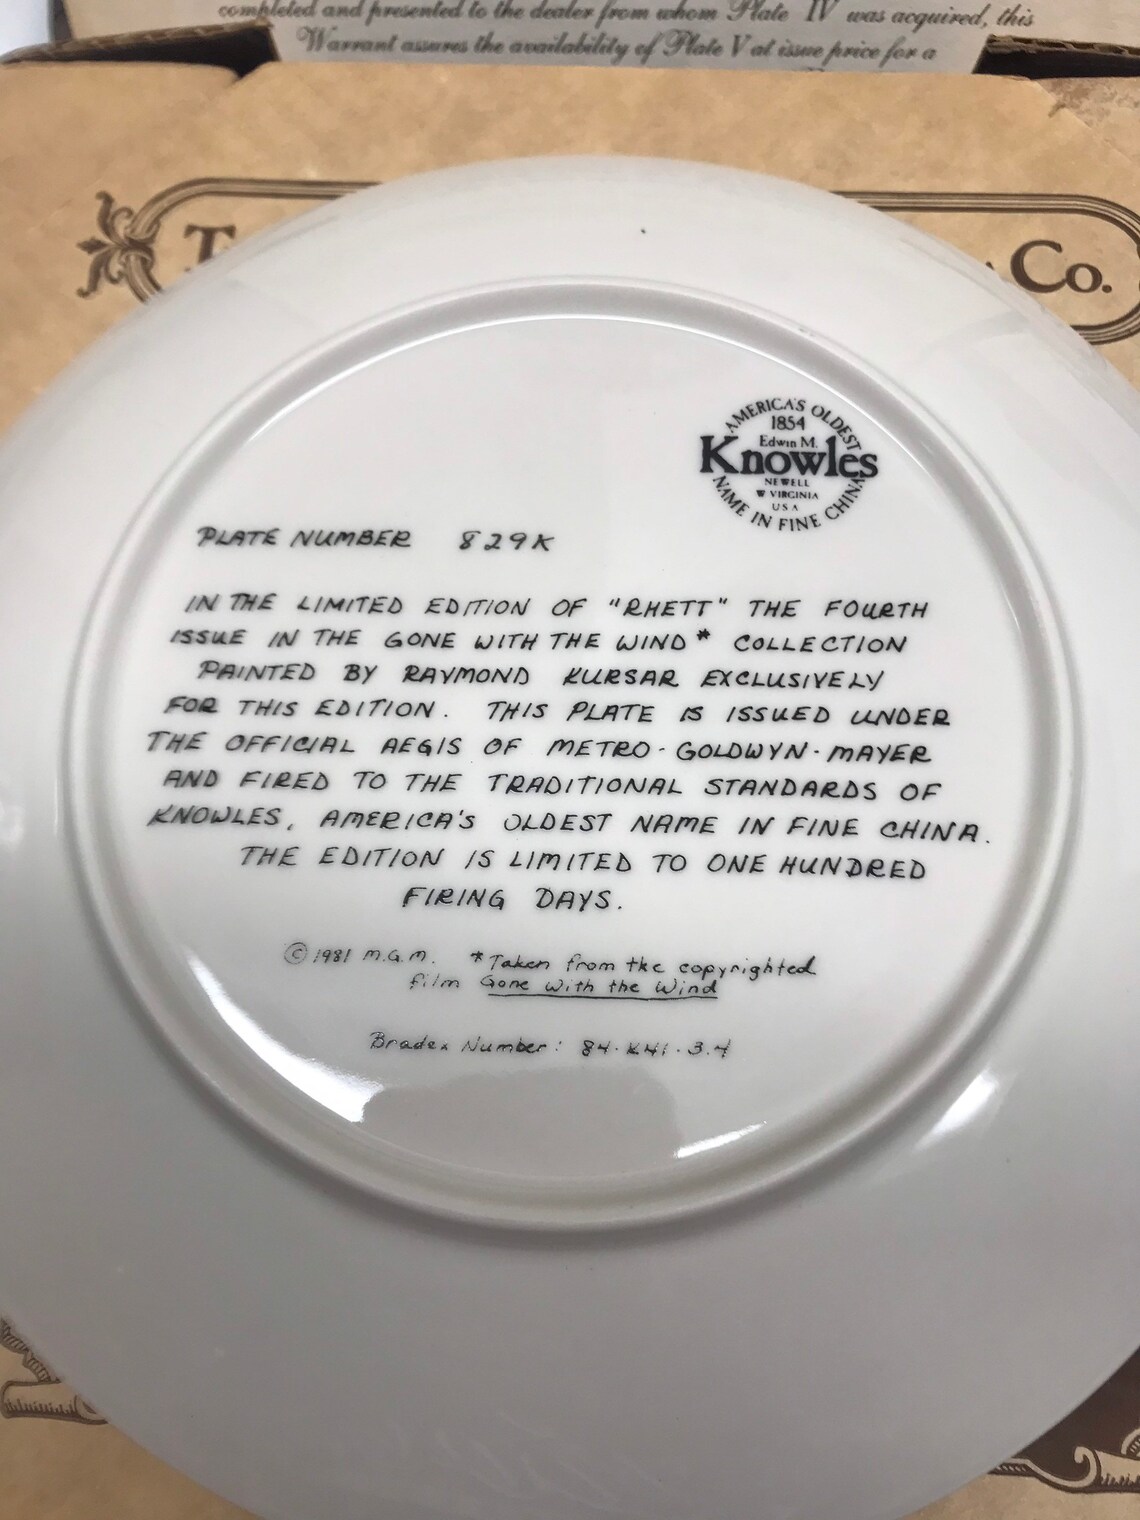 completed and presented to the dealer from whom Plate IV was acquired, this
Warrant assures the availability of Plate V at issue price for a
Co.
AMERICA'S OLDEST
1854
Edwin M.
Knowles
NEWELL
W VIRGINIA
USA
NAME IN FINE CHINA
PLATE NUMBER 829K
IN THE LIMITED EDITION OF "RHETT" THE FOURTH
ISSUE IN THE GONE WITH THE WIND* COLLECTION
PAINTED BY RAYMOND KURSAR EXCLUSIVELY
FOR THIS EDITION. THIS PLATE IS ISSUED UNDER
THE OFFICIAL AEGIS OF METRO-GOLDWYN-MAYER
AND FIRED TO THE TRADITIONAL STANDARDS OF
KNOWLES, AMERICA'S OLDEST NAME IN FINE CHINA.
THE EDITION IS LIMITED TO ONE HUNDRED
FIRING DAYS.
© 1981 M.G.M. *Taken from the copyrighted
film Gone with the Wind
Bradex Number: 84-K41-3.4